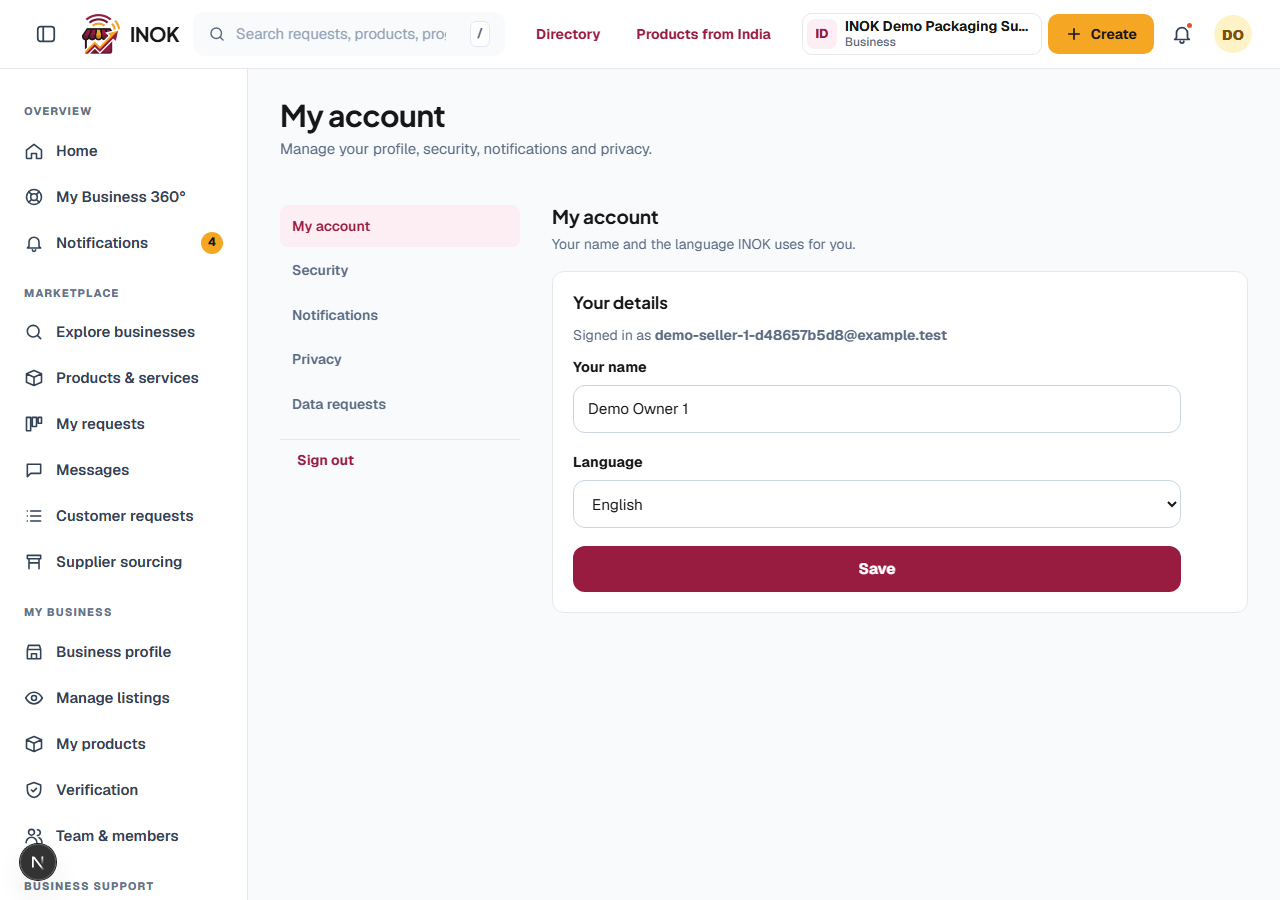 INOK
Search requests, products, pro
/
Directory
Products from India
ID
INOK Demo Packaging Su...
Business
Create
DO
OVERVIEW
Home
My Business 360°
Notifications
4
MARKETPLACE
Explore businesses
Products & services
My requests
Messages
Customer requests
Supplier sourcing
MY BUSINESS
Business profile
Manage listings
My products
Verification
Team & members
N
BUSINESS SUPPORT
My account
Manage your profile, security, notifications and privacy.
My account
Security
Notifications
Privacy
Data requests
Sign out
My account
Your name and the language INOK uses for you.
Your details
Signed in as demo-seller-1-d48657b5d8@example.test
Your name
Demo Owner 1
Language
English
Save